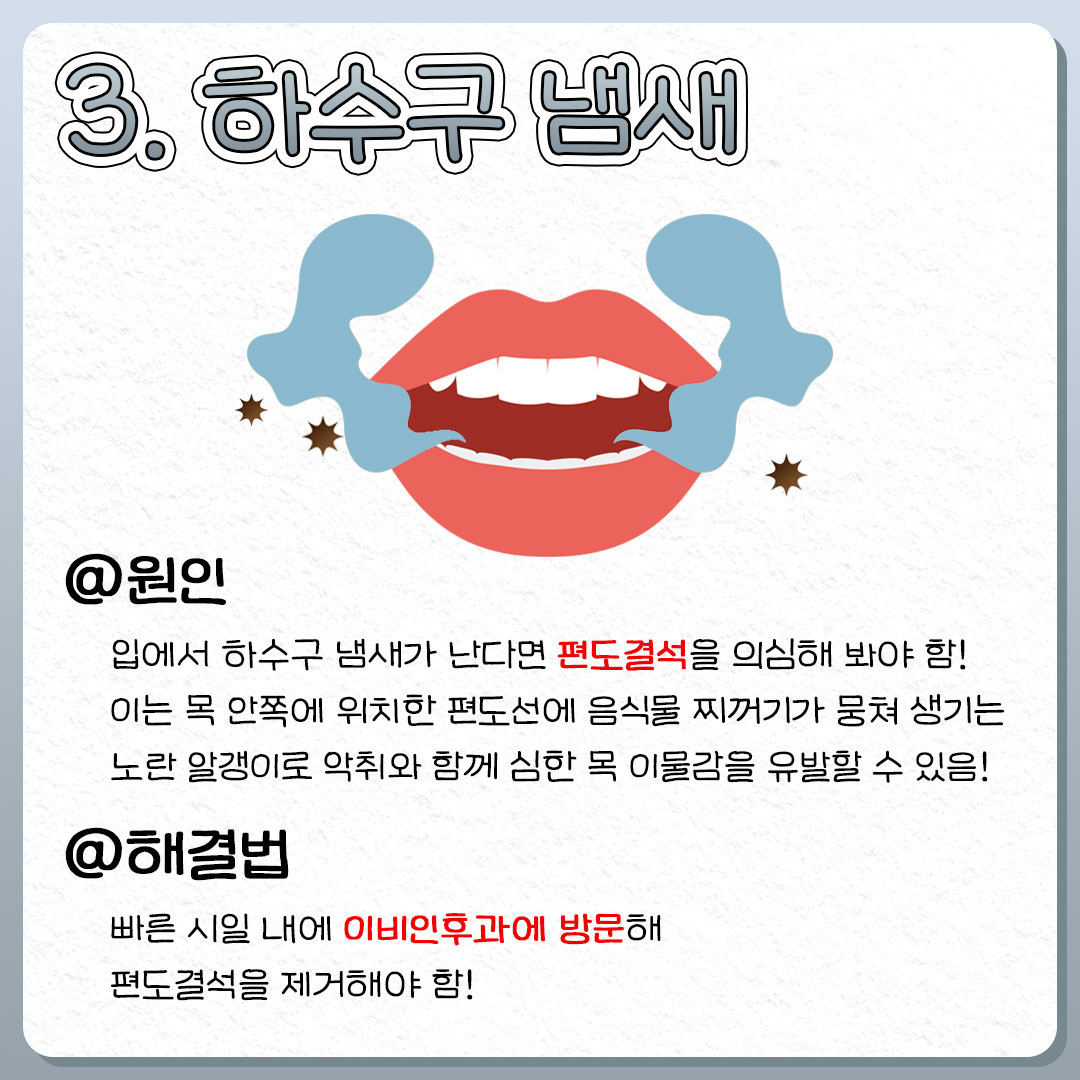 3. 하수구 냄새
@원인
입에서 하수구 냄새가 난다면 편도결석을 의심해 봐야 함!
이는 목 안쪽에 위치한 편도선에 음식물 찌꺼기가 뭉쳐 생기는
노란 알갱이로 악취와 함께 심한 목 이물감을 유발할 수 있음!
@해결법
빠른 시일 내에 이비인후과에 방문해
편도결석을 제거해야 함!